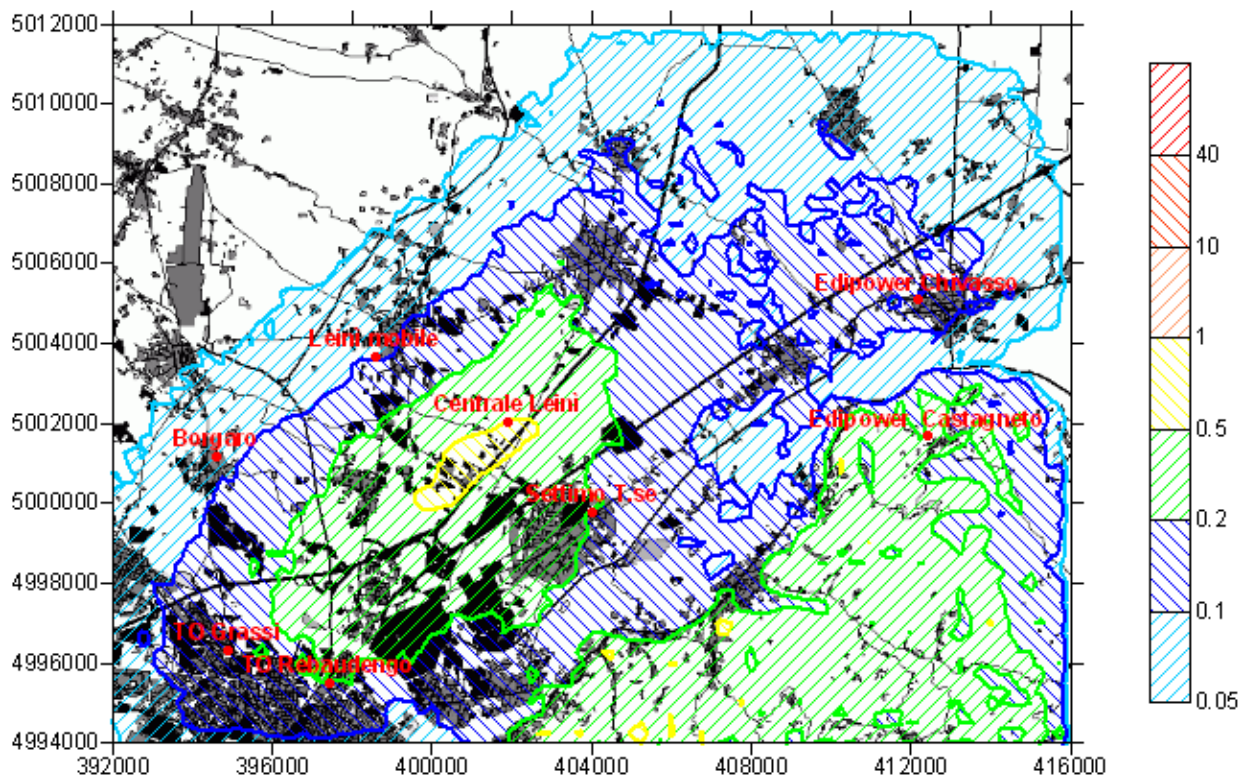 5012000
5010000
5008000
5006000
5004000
5002000
5000000
4998000
4996000
4994000
392000 396000 400000 404000 408000 412000 416000
Edipower Chivasso
Leinì mobile
Centrale Leinì
Edipower Castagneto
Borgaro
Settimo T.se
TO Grassi
TO Rebaudengo
40
10
1
0.5
0.2
0.1
0.05